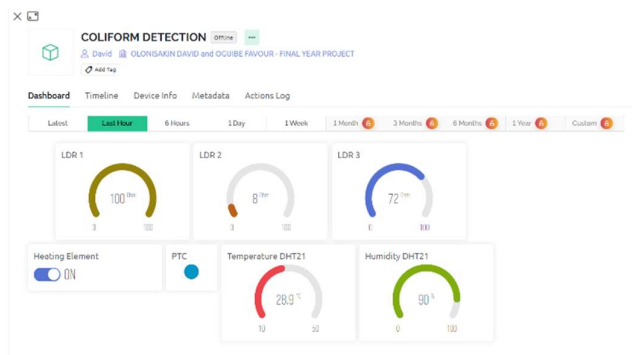 COLIFORM DETECTION Offline
David OLONISAKIN DAVID and OGUIBE FAVOUR - FINAL YEAR PROJECT
Add Tag
Dashboard Timeline Device Info Metadata Actions Log
Latest Last Hour 6 Hours 1 Day 1 Week 1 Month 3 Months 6 Months 1 Year Custom
LDR 1 LDR 2 LDR 3
100 Ohm 8 Ohm 72 Ohm
0 100 0 100 0 100
Heating Element PTC Temperature DHT21 Humidity DHT21
ON
28.9 °C 90 %
10 50 0 100